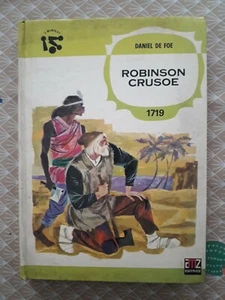 DANIEL DE FOE
ROBINSON
CRUSOE
1719